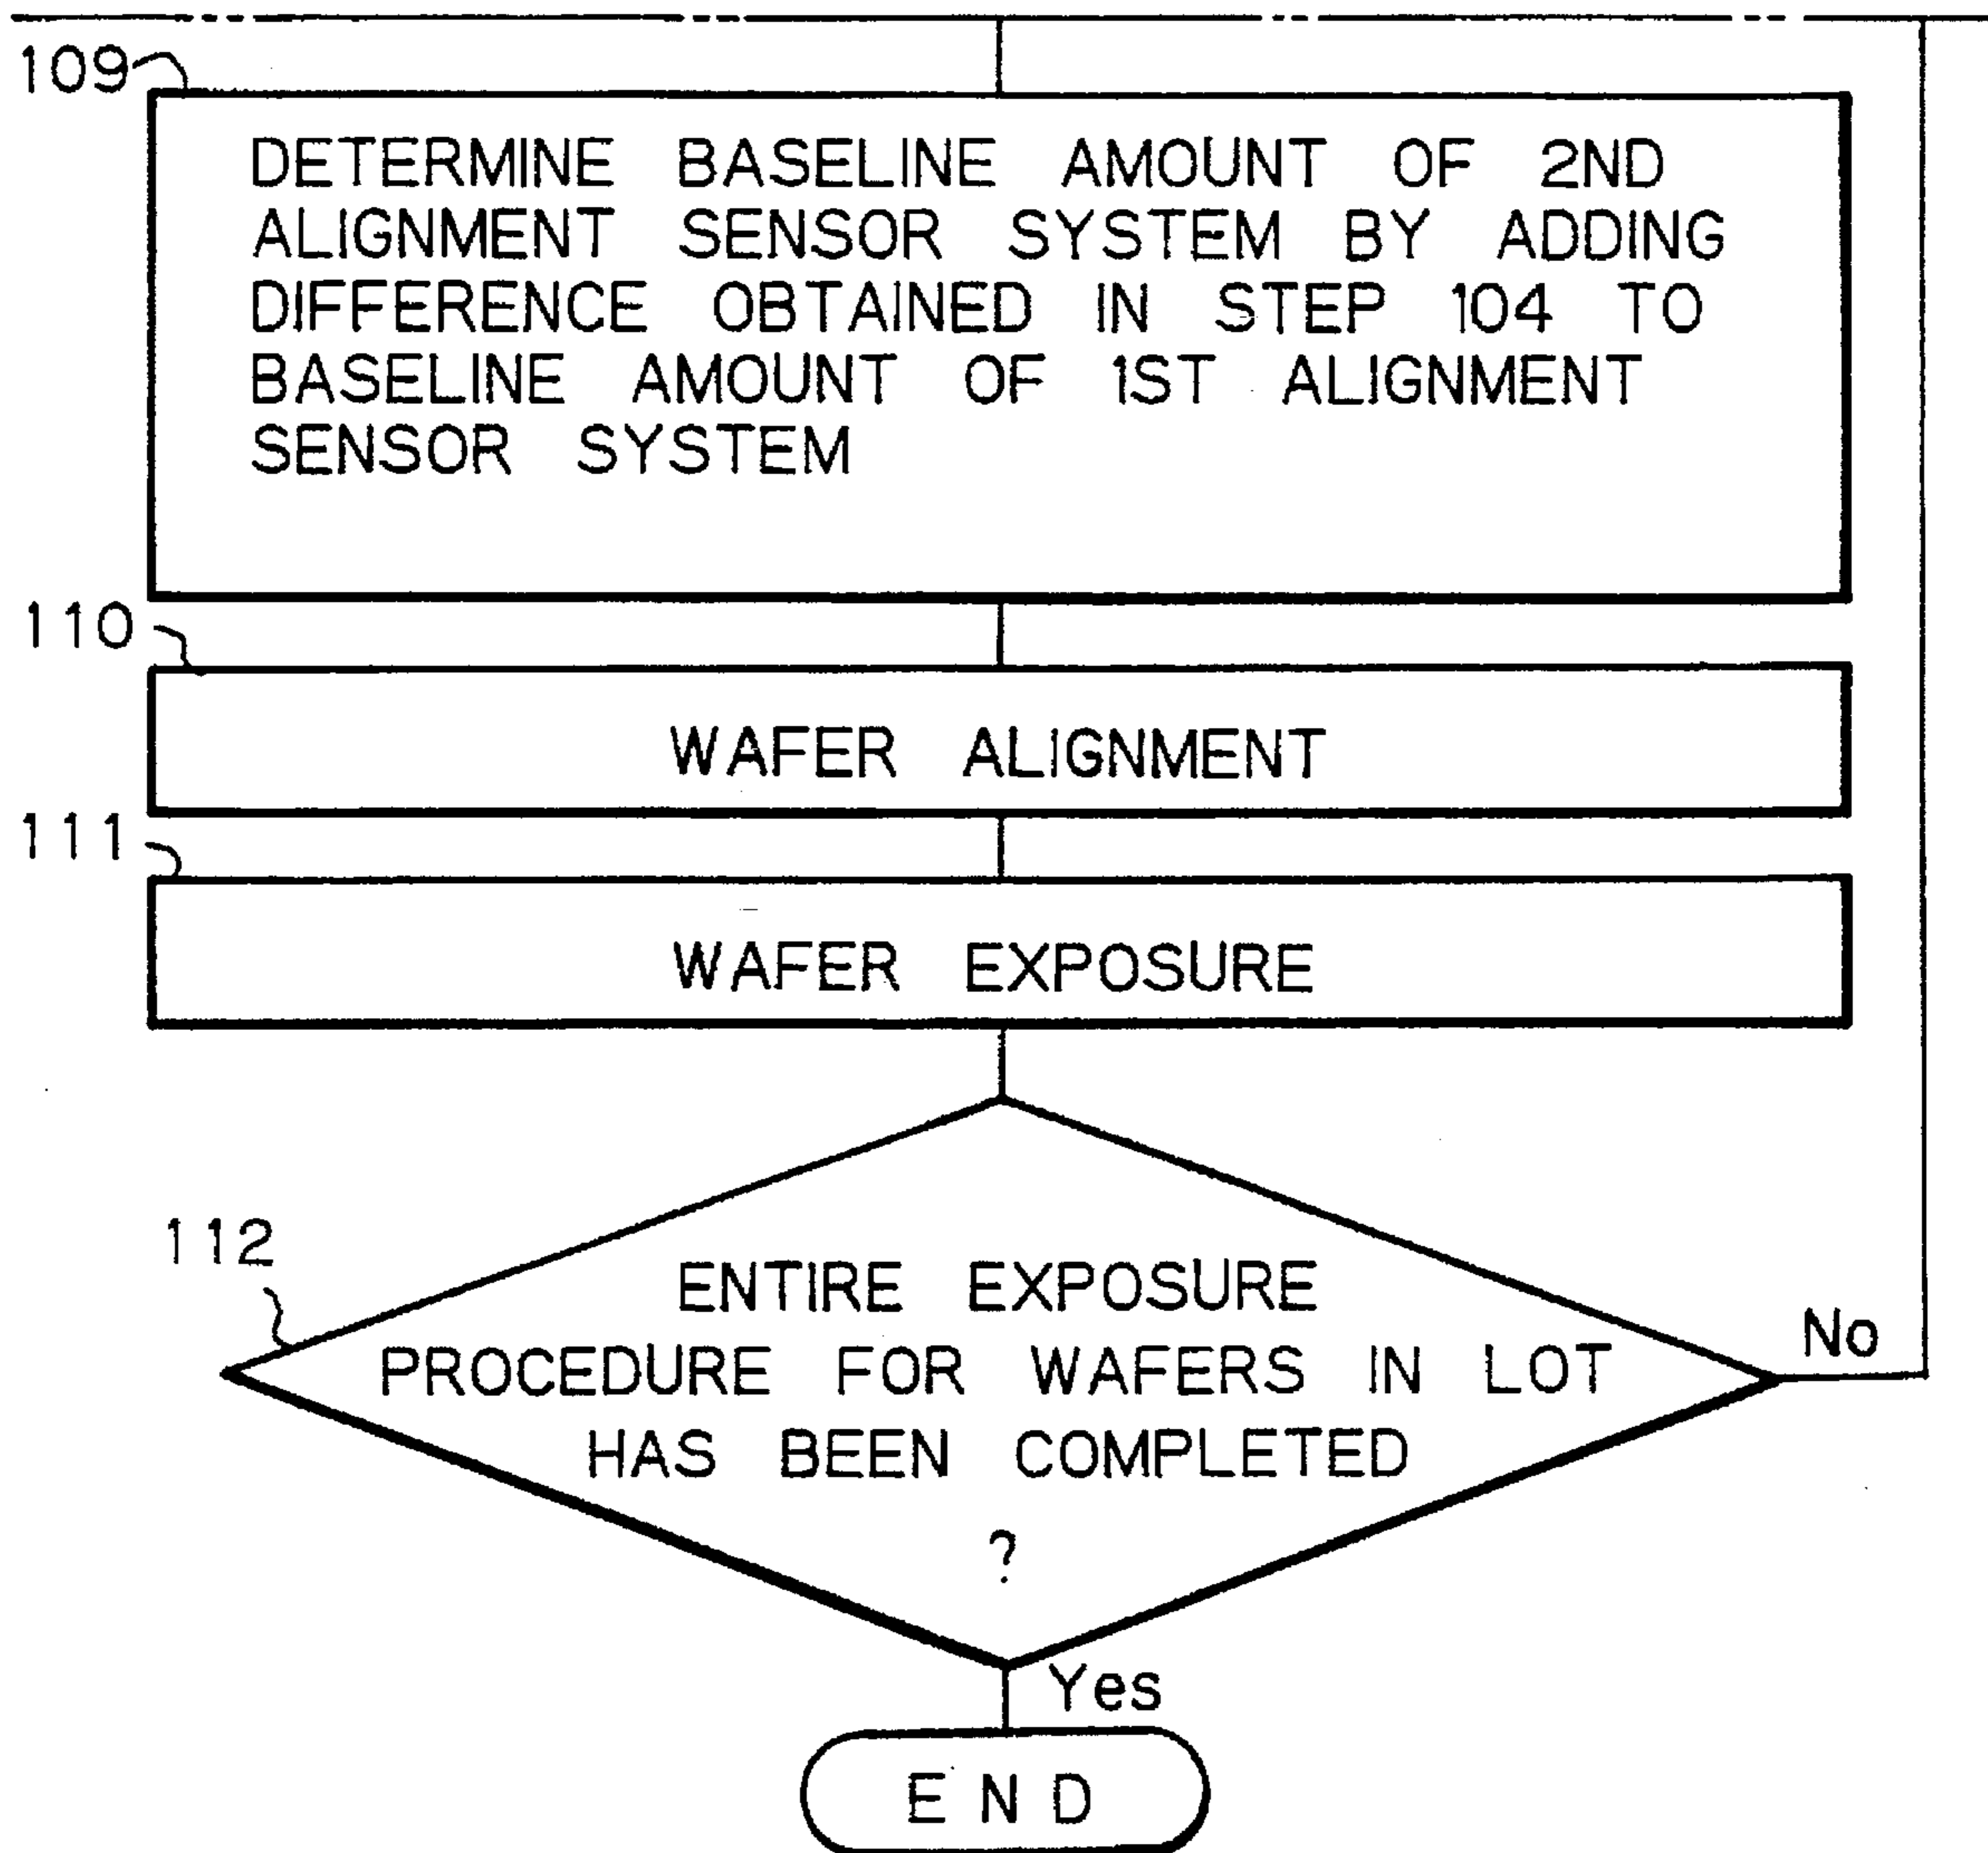 109
DETERMINE BASELINE AMOUNT OF 2ND
ALIGNMENT SENSOR SYSTEM BY ADDING
DIFFERENCE OBTAINED IN STEP 104 TO
BASELINE AMOUNT OF 1ST ALIGNMENT
SENSOR SYSTEM
110
WAFER ALIGNMENT
111
WAFER EXPOSURE
112
ENTIRE EXPOSURE
PROCEDURE FOR WAFERS IN LOT
HAS BEEN COMPLETED
?
No
Yes
END